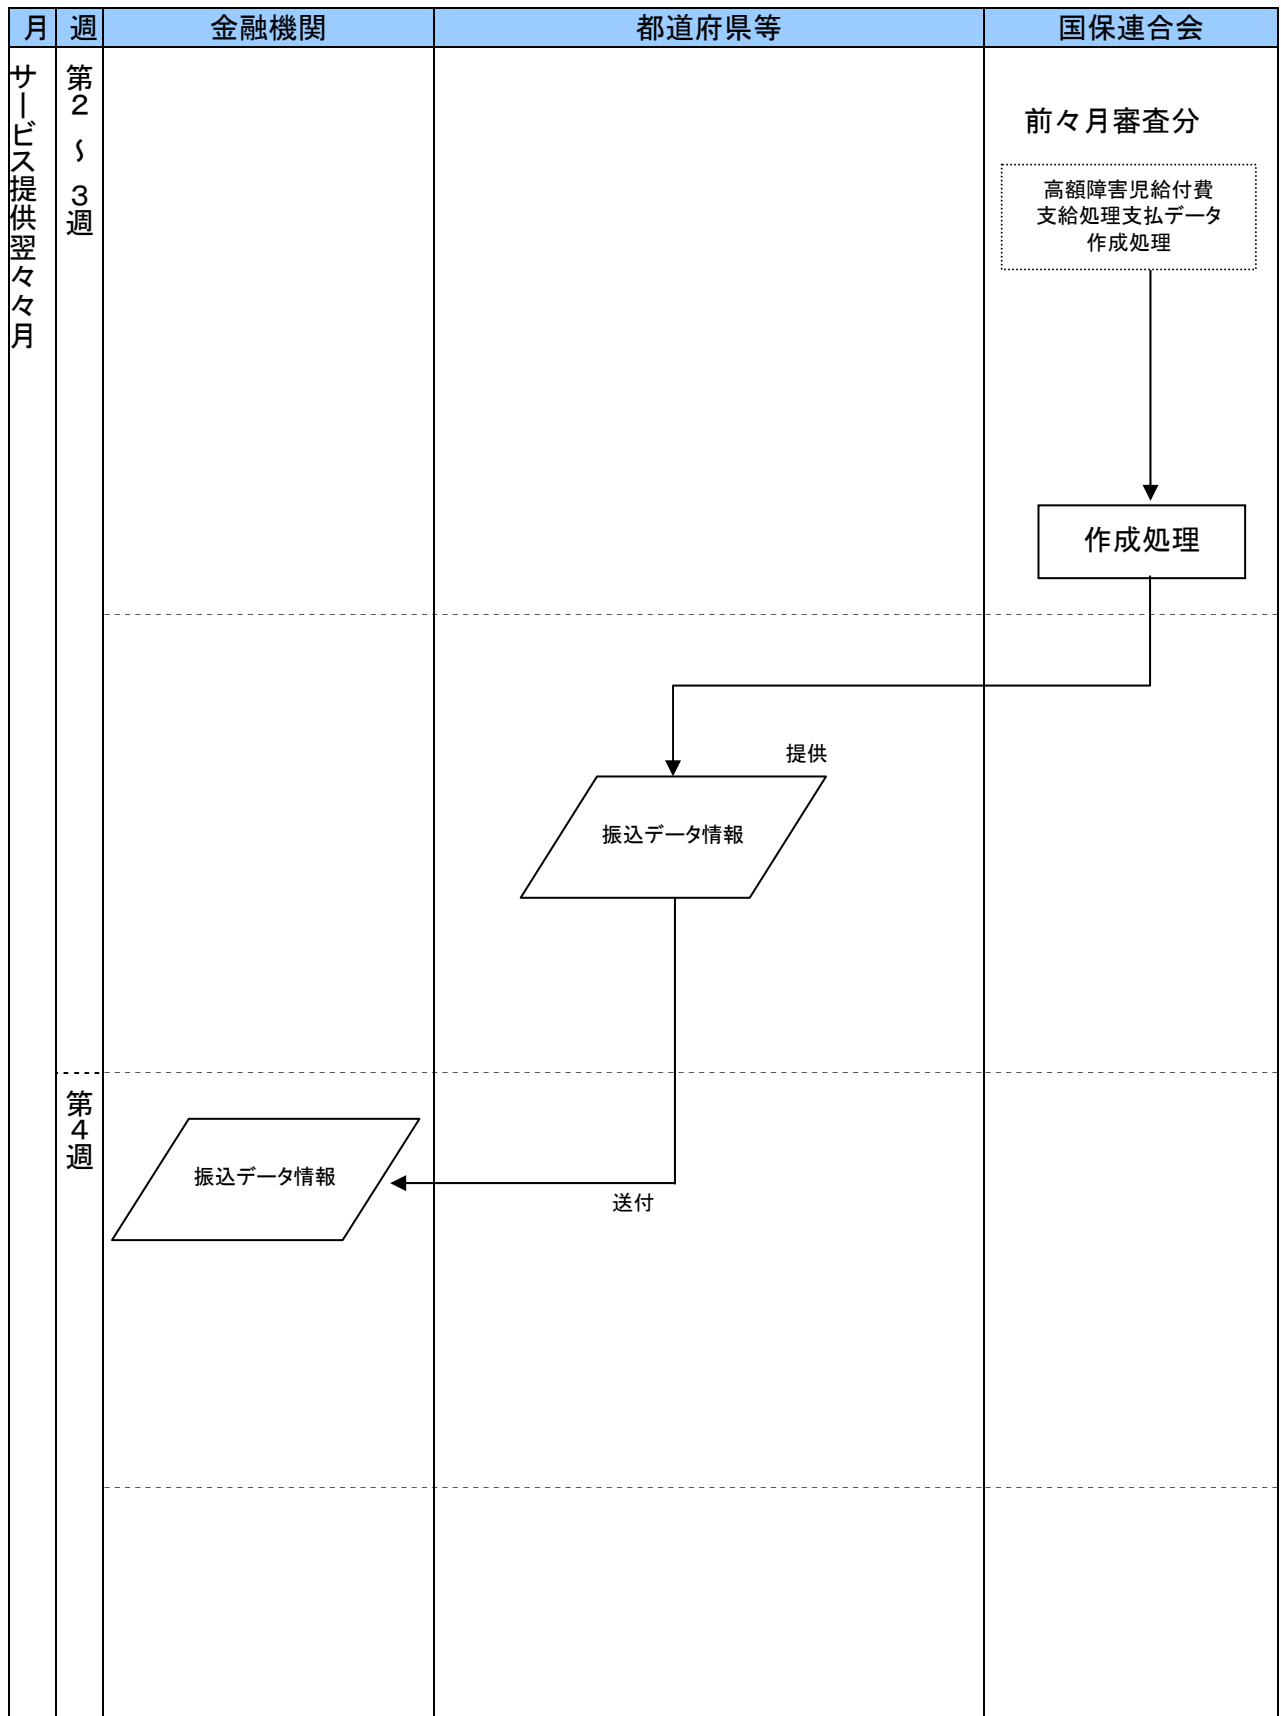 月 週 金融機関 都道府県等 国保連合会
サービス提供翌々々月
第2～3週
前々月審査分
高額障害児給付費
支給処理支払データ
作成処理
作成処理
提供
振込データ情報
第4週
振込データ情報
送付